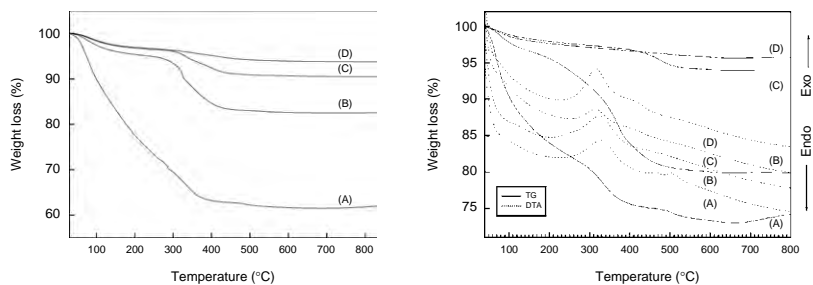 100
90
80
70
60
Weight loss (%)
(D)
(C)
(B)
(A)
100 200 300 400 500 600 700 800
Temperature (°C)
100
95
90
85
80
75
Weight loss (%)
(D)
(C)
(D)
(C)
(B)
(B)
(A)
(A)
TG
DTA
100 200 300 400 500 600 700 800
Temperature (°C)
Exo
Endo